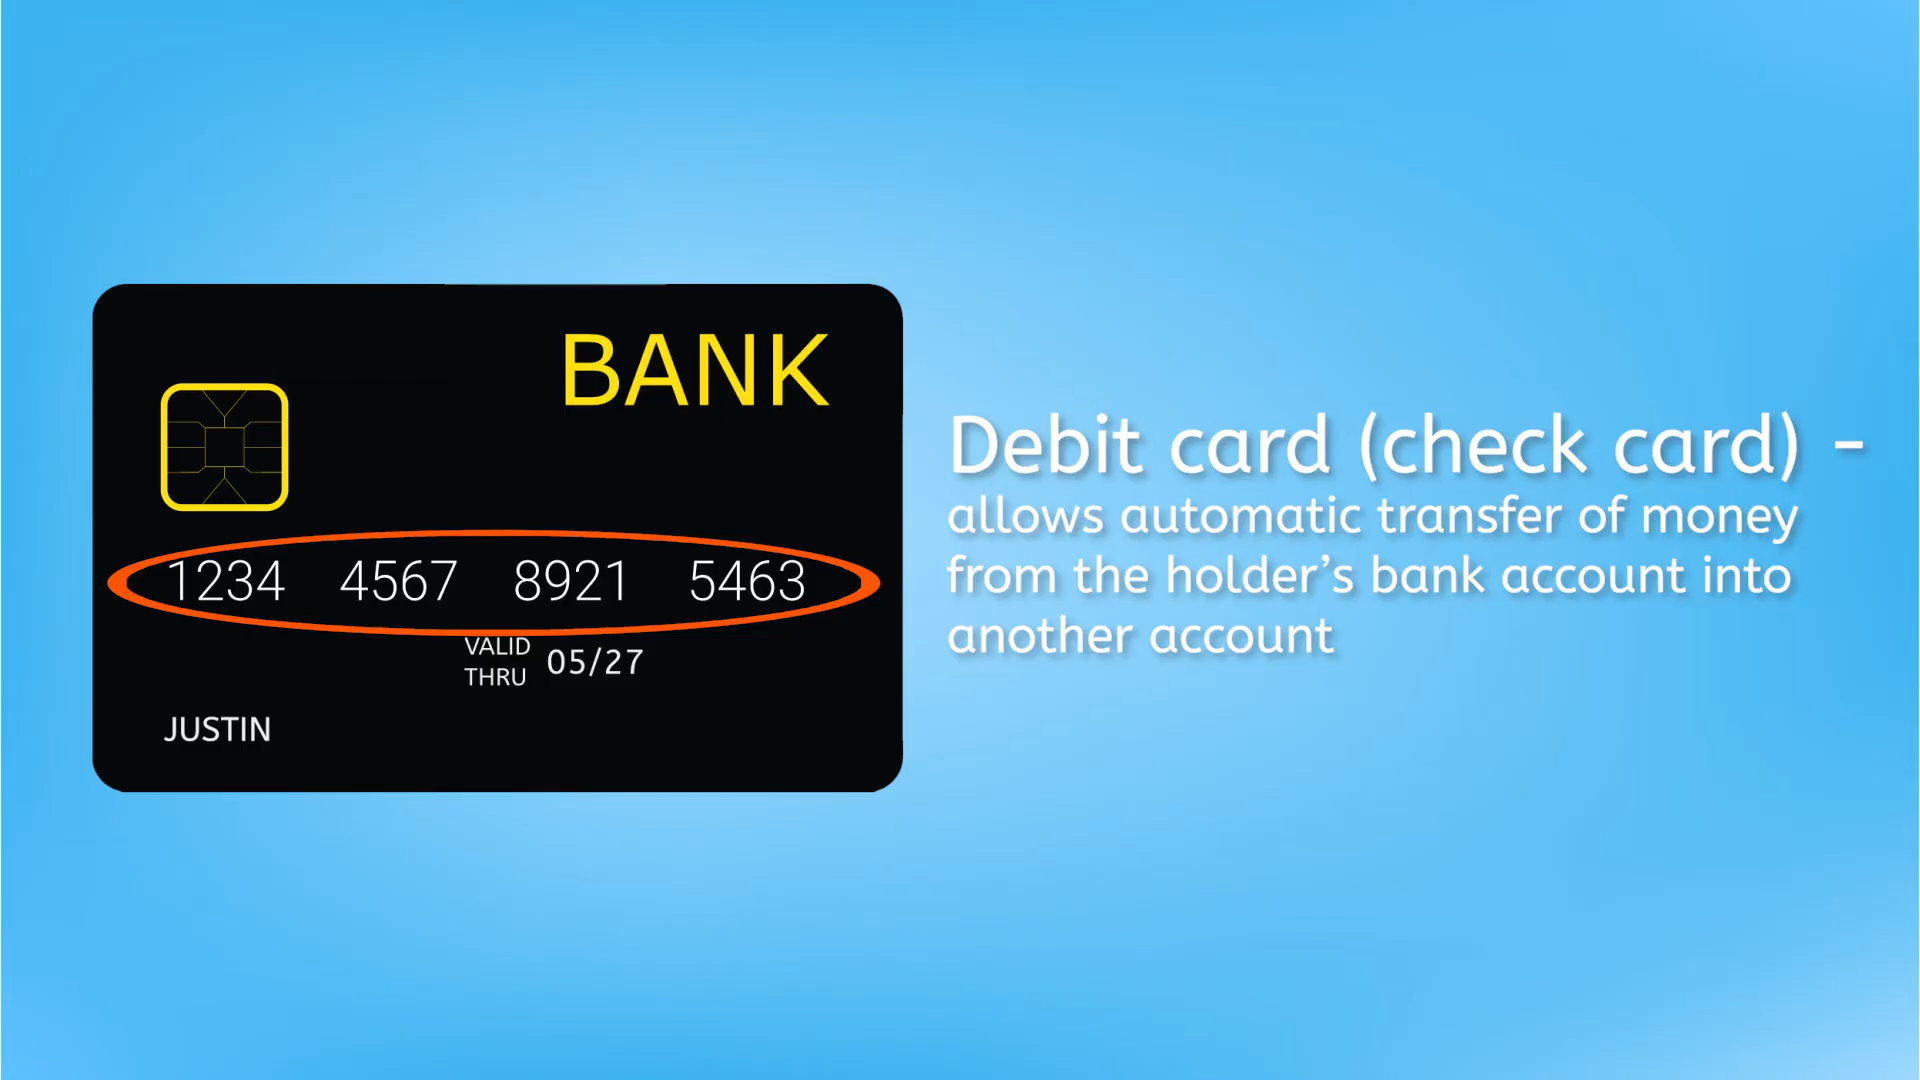 BANK
1234 4567 8921 5463
VALID
THRU 05/27
JUSTIN
Debit card (check card) -
allows automatic transfer of money
from the holder’s bank account into
another account